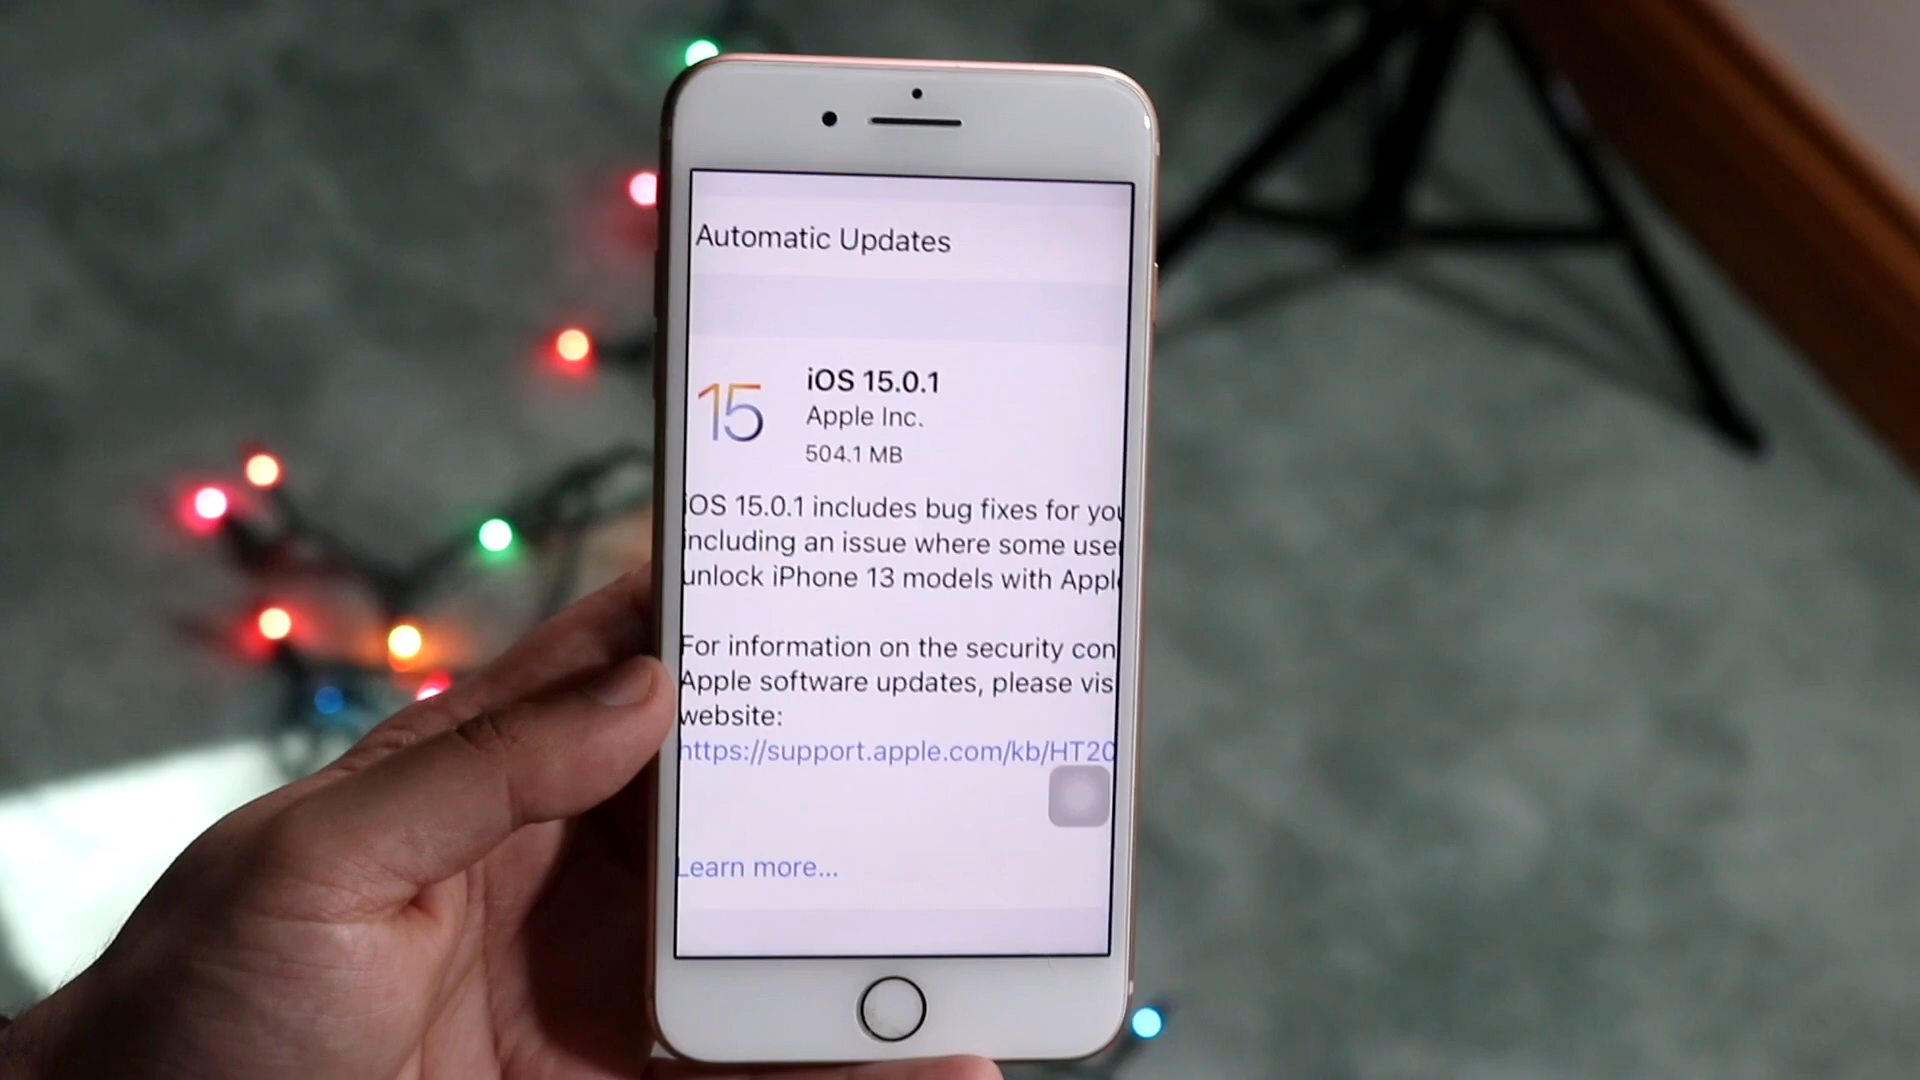 Automatic Updates
15
iOS 15.0.1
Apple Inc.
504.1 MB
iOS 15.0.1 includes bug fixes for you
including an issue where some user
unlock iPhone 13 models with Appl
For information on the security con
Apple software updates, please vis
website:
https://support.apple.com/kb/HT20
Learn more...